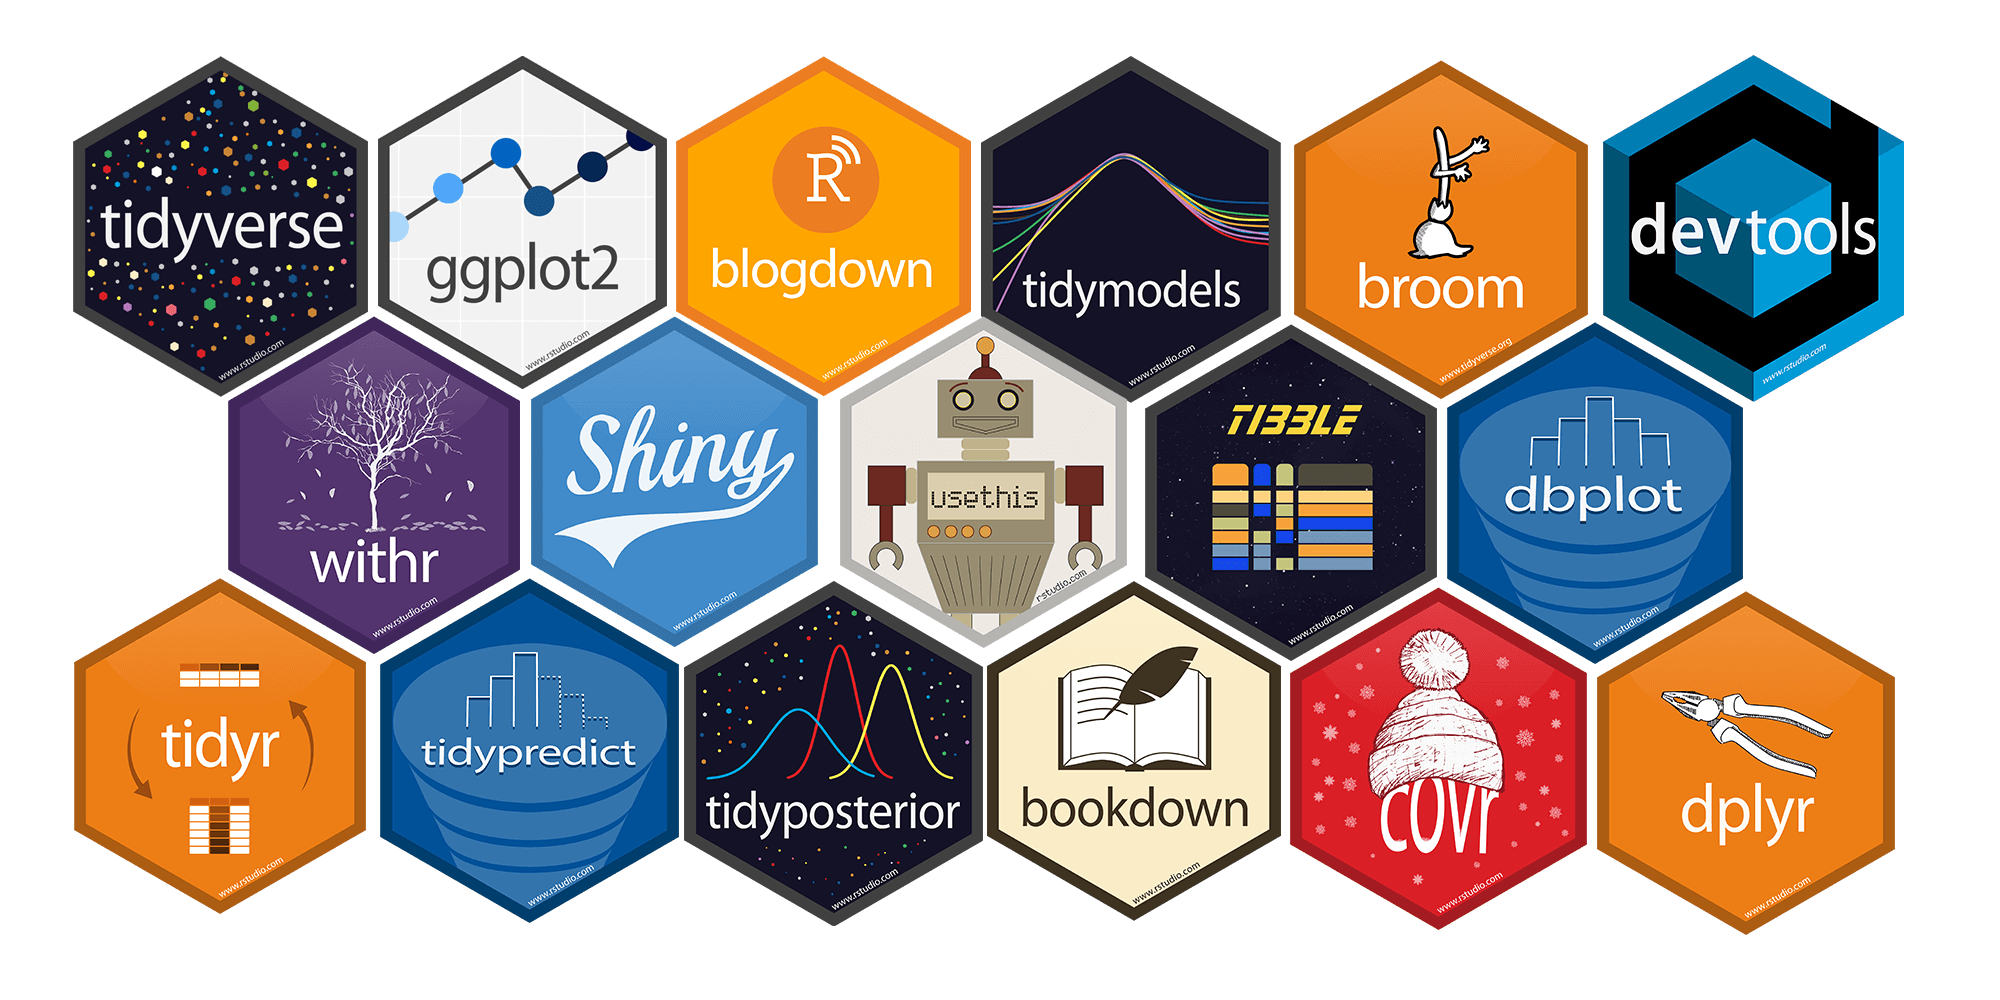 tidyverse
www.rstudio.com
ggplot2
www.rstudio.com
R
blogdown
www.rstudio.com
tidymodels
www.rstudio.com
broom
www.tidyverse.org
devtools
www.rstudio.com
withr
www.rstudio.com
Shiny
www.rstudio.com
usethis
rstudio.com
TIBBLE
www.rstudio.com
dbplot
www.rstudio.com
tidyr
www.rstudio.com
tidypredict
www.rstudio.com
tidyposterior
www.rstudio.com
bookdown
www.rstudio.com
covr
www.rstudio.com
dplyr
www.rstudio.com